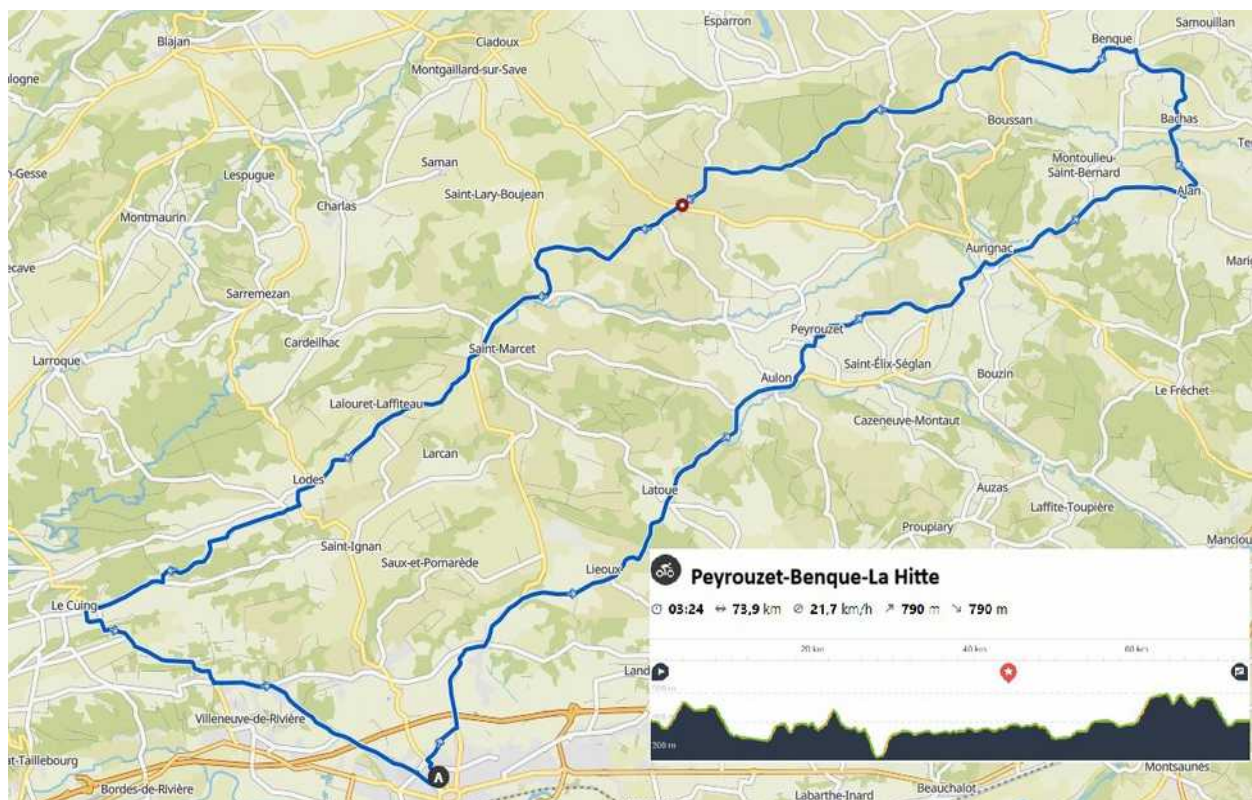 Esparron
Samouillan
Blajan
Ciadoux
Benque
Montgaillard-sur-Save
Boussan
Bachas
Saman
Montoulieu-
Saint-Bernard
n-Gesse
Lespugue
Saint-Lary-Boujean
Alan
Charlas
Montmaurin
Aurignac
Sarremezan
Peyrouzet
Cardeilhac
Saint-Marcet
Larroque
Saint-Élix-Séglan
Bouzin
Aulon
Le Fréchet
Lalouret-Laffiteau
Cazeneuve-Montaut
Larcan
Lodes
Latoue
Auzas
Laffite-Toupière
Proupiary
Saint-Ignan
Saux-et-Pomarède
Lieoux
Le Cuing
Peyrouzet-Benque-La Hitte
03:24 73,9 km 21,7 km/h 790 m 790 m
20 km 40 km 60 km
Land
Villeneuve-de-Rivière
200 m
at-Taillebourg
A
Montsaunès
Bordes-de-Rivière
Labarthe-Inard
Beauchalot